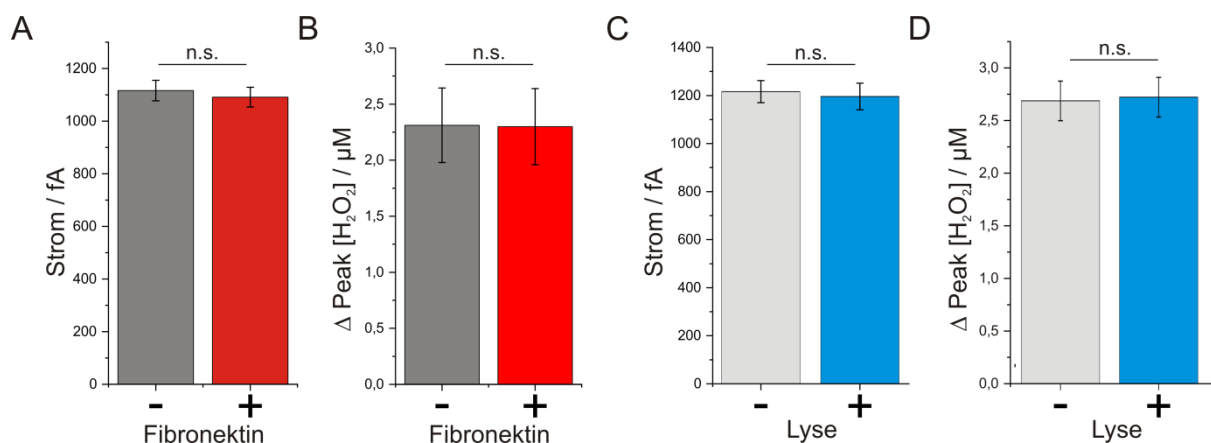 A
n.s.
Strom / fA
1200
1000
800
600
400
200
0
- +
Fibronektin
B
n.s.
Δ Peak [H₂O₂] / µM
3,0
2,5
2,0
1,5
1,0
0,5
0,0
- +
Fibronektin
C
n.s.
Strom / fA
1400
1200
1000
800
600
400
200
0
- +
Lyse
D
n.s.
Δ Peak [H₂O₂] / µM
3,0
2,5
2,0
1,5
1,0
0,5
0,0
- +
Lyse